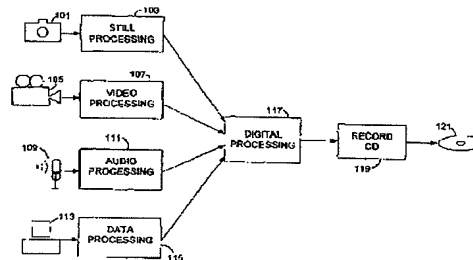 101
103
STILL
PROCESSING
105
107
VIDEO
PROCESSING
109
111
AUDIO
PROCESSING
113
DATA
PROCESSING
115
117
DIGITAL
PROCESSING
RECORD
CD
119
121